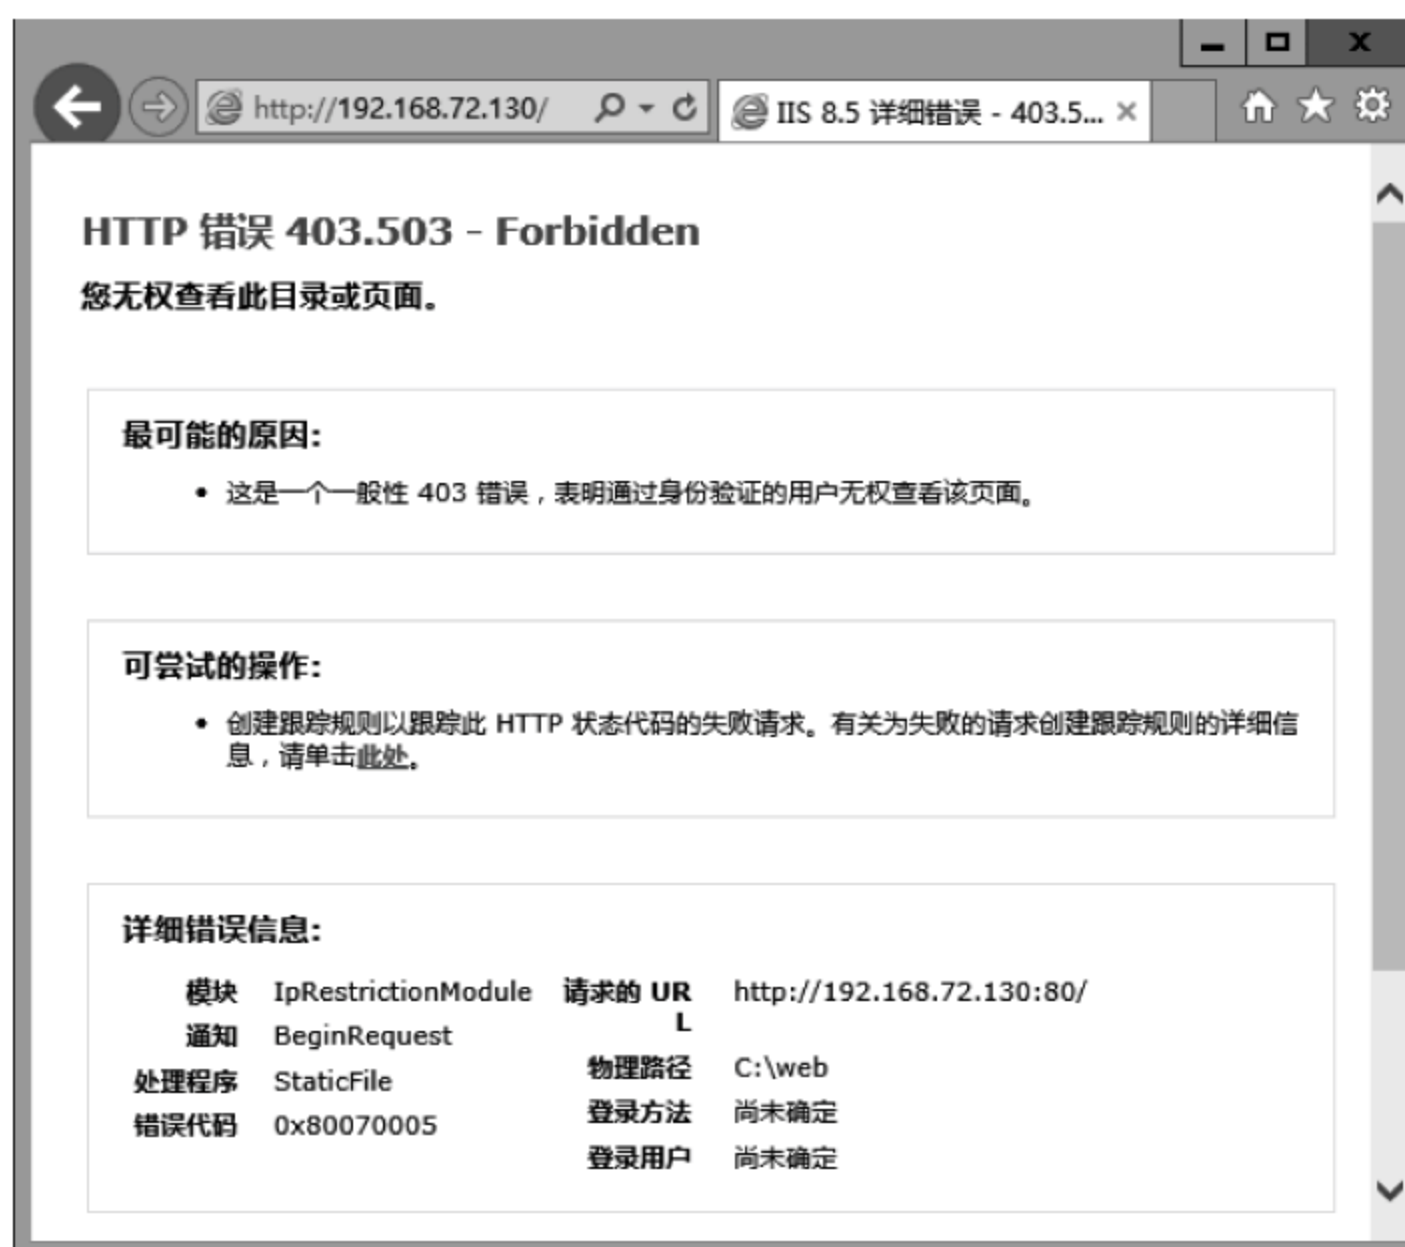 http://192.168.72.130/
IIS 8.5 详细错误 - 403.5...
HTTP 错误 403.503 - Forbidden
您无权查看此目录或页面。
最可能的原因:
• 这是一个一般性 403 错误，表明通过身份验证的用户无权查看该页面。
可尝试的操作:
• 创建跟踪规则以跟踪此 HTTP 状态代码的失败请求。有关为失败的请求创建跟踪规则的详细信
息，请单击此处。
详细错误信息:
模块 IpRestrictionModule
通知 BeginRequest
处理程序 StaticFile
错误代码 0x80070005
请求的 UR
L http://192.168.72.130:80/
物理路径 C:\web
登录方法 尚未确定
登录用户 尚未确定